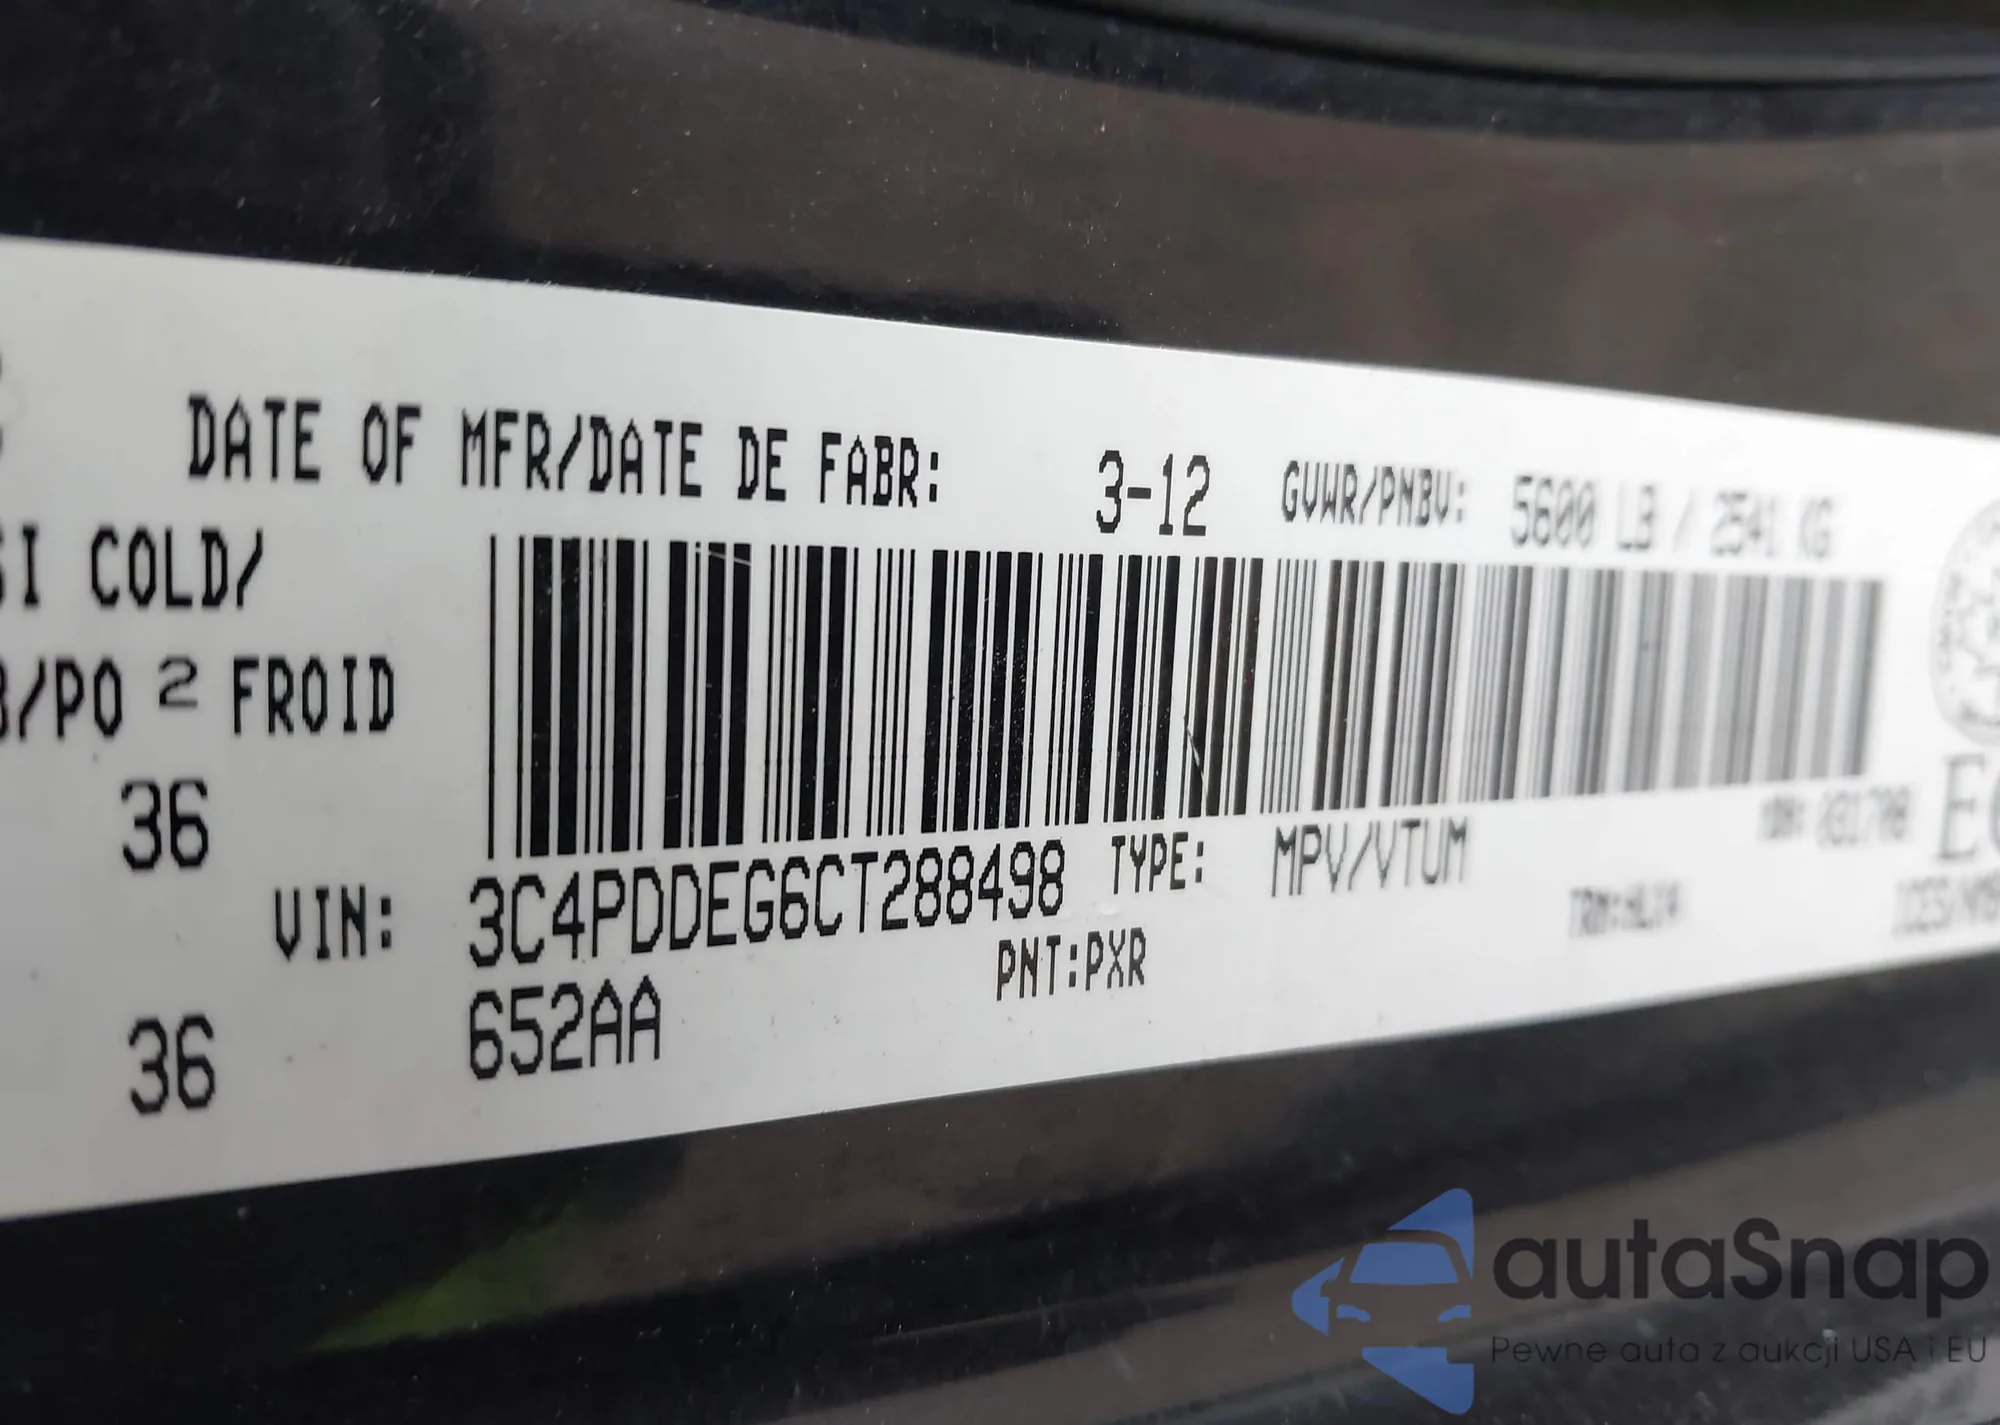 DATE OF MFR/DATE DE FABR: 3-12 GVWR/PNBV: 5600 LB / 2541 KG
SI COLD/
/PO 2 FROID
36
VIN: 3C4PDDEG6CT288498 TYPE: MPV/VTUM
PNT:PXR
36
652AA
autaSnap
Pewne auta z aukcji USA i EU